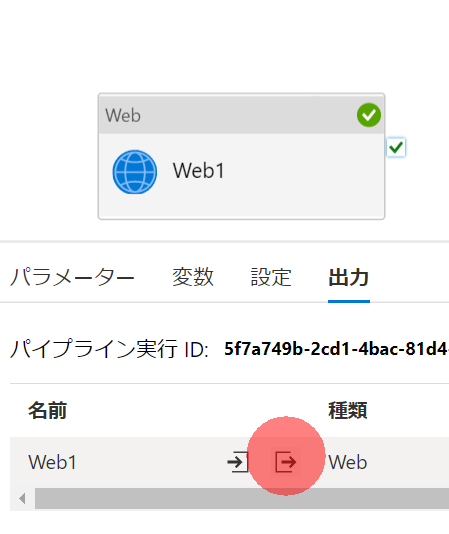 Web
Web1
パラメーター 変数 設定 出力
パイプライン実行 ID: 5f7a749b-2cd1-4bac-81d4-
名前 種類
Web1 Web